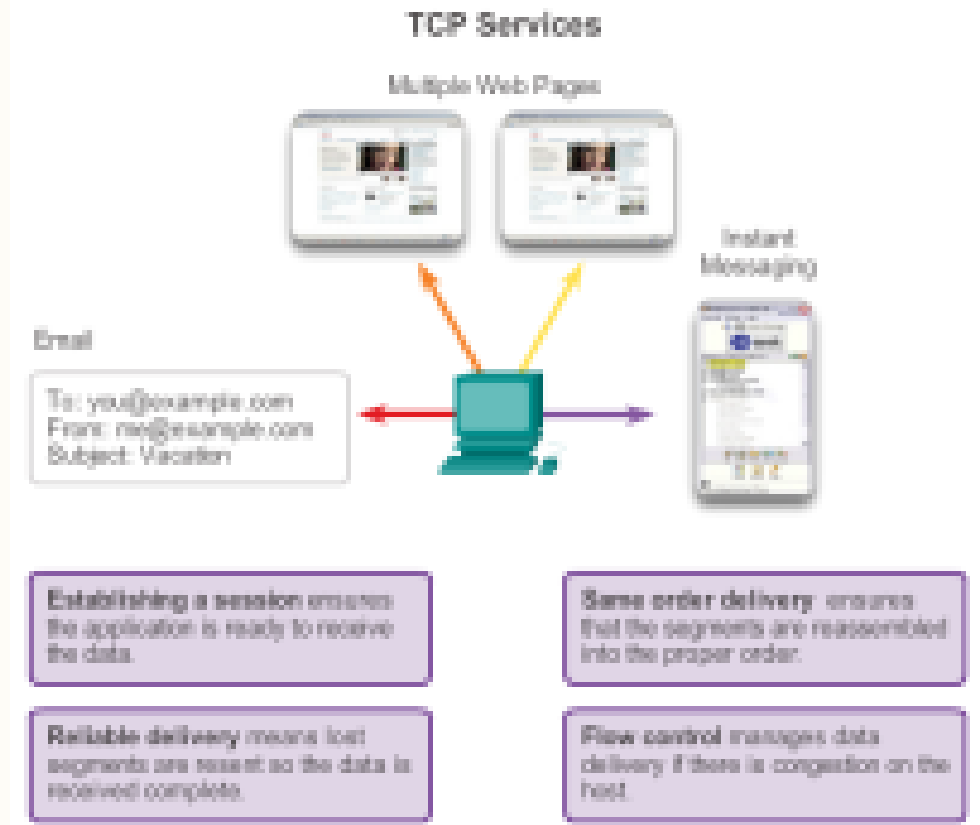 TCP Services
Multiple Web Pages
Instant
Messaging
Email
To: you@example.com
From: me@example.com
Subject: Vacation
Establishing a session ensures
the application is ready to receive
the data.
Same order delivery ensures
that the segments are reassembled
into the proper order.
Reliable delivery means lost
segments are resent so the data is
received complete.
Flow control manages data
delivery if there is congestion on the
host.